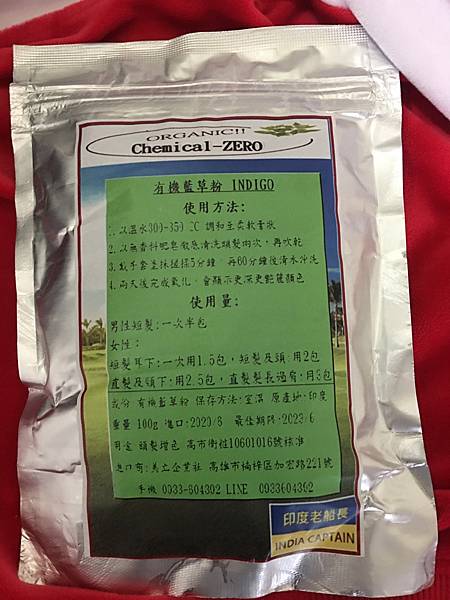 ORGANIC!!
Chemical-ZERO
有機藍草粉 INDIGO
使用方法:
1. 以溫水300-350 CC 調和至柔軟膏狀
2. 以無香料肥皂徹底清洗頭髮兩次，再吹乾
3. 戴手套塗抹搓揉5分鐘 再60分鐘後清水沖洗
4. 兩天後完成氧化，會顯示更深更艷麗顏色
使用量:
男性短髮:一次半包
女性:
短髮耳下:一次用1.5包，短髮及頸:用2包
直髮及頸下:用2.5包，直髮髮長過肩，用3包
成份:有機藍草粉 保存方法:室溫 原產地:印度
重量 100g 進口:2020/6 最佳期限:2023/6
用途 頭髮增色 高市衛粧10601016號核准
進口商:馬立企業社 高雄市楠梓區加宏路221號
手機 0933-604392 LINE 0933604392
印度老船長
INDIA CAPTAIN